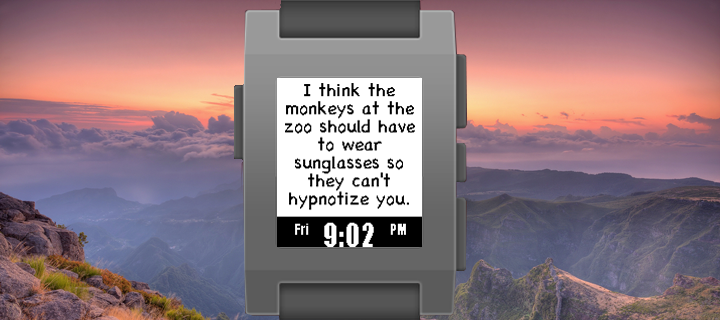 I think the
monkeys at the
zoo should have
to wear
sunglasses so
they can't
hypnotize you.
Fri 9:02 PM